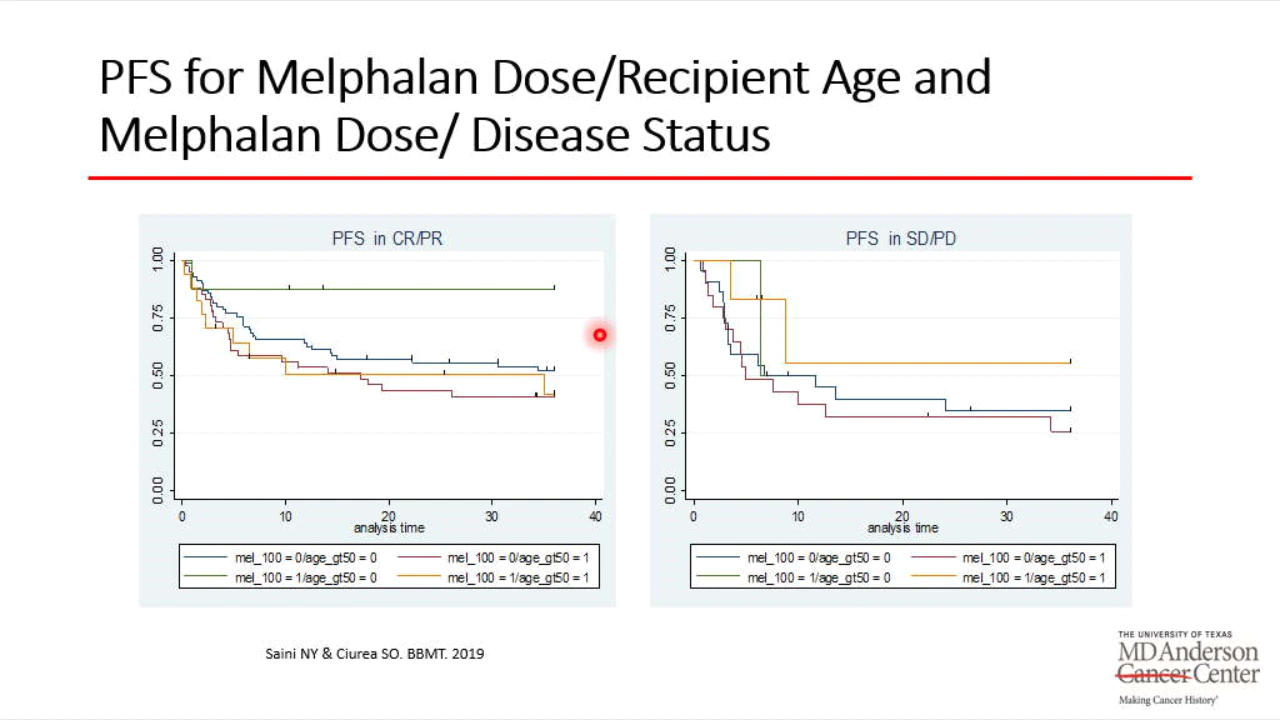 PFS for Melphalan Dose/Recipient Age and
Melphalan Dose/ Disease Status
PFS in CR/PR
1.00
0.75
0.50
0.25
0.00
0 10 20 30 40
analysis time
mel_100 = 0/age_gt50 = 0 mel_100 = 0/age_gt50 = 1
mel_100 = 1/age_gt50 = 0 mel_100 = 1/age_gt50 = 1
PFS in SD/PD
1.00
0.75
0.50
0.25
0.00
0 10 20 30 40
analysis time
mel_100 = 0/age_gt50 = 0 mel_100 = 0/age_gt50 = 1
mel_100 = 1/age_gt50 = 0 mel_100 = 1/age_gt50 = 1
Saini NY & Ciurea SO. BBMT. 2019
THE UNIVERSITY OF TEXAS
MD Anderson
Cancer Center
Making Cancer History®